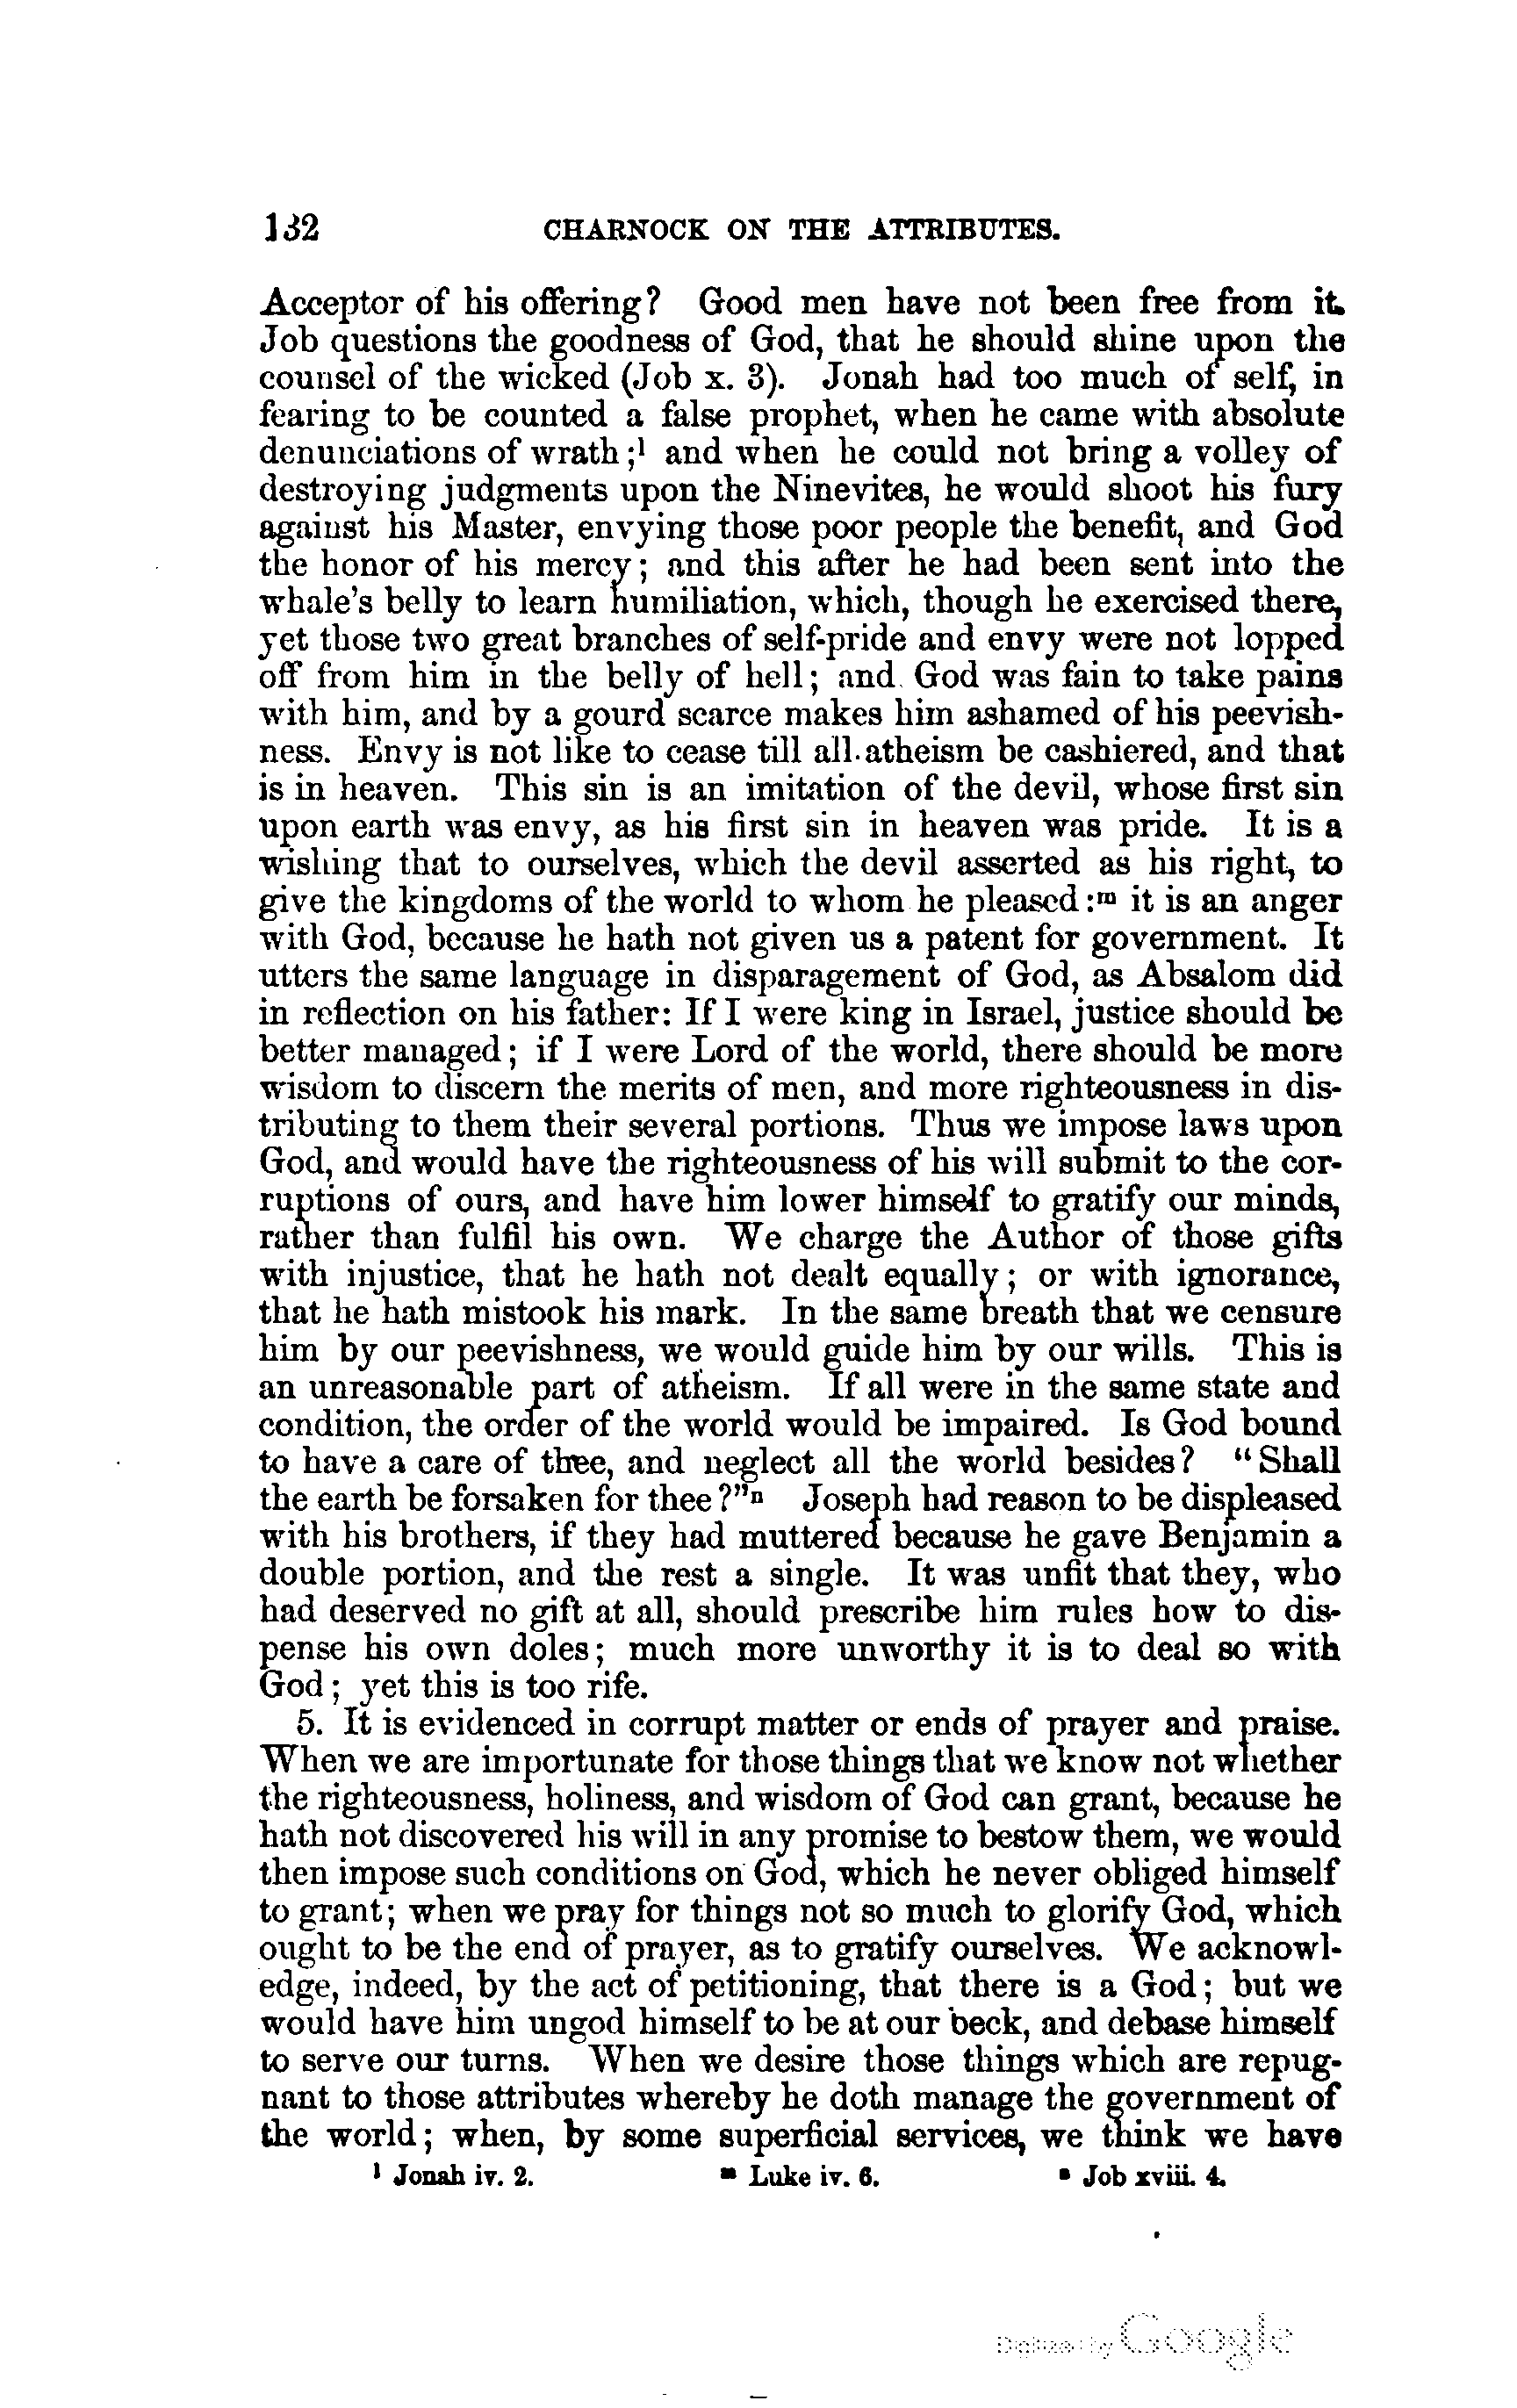 132 CHARNOCK ON THE ATTRIBUTES.
Acceptor of his offering? Good men have not been free from it.
Job questions the goodness of God, that he should shine upon the
counsel of the wicked (Job x. 3). Jonah had too much of self, in
fearing to be counted a false prophet, when he came with absolute
denunciations of wrath;l and when he could not bring a volley of
destroying judgments upon the Ninevites, he would shoot his fury
against his Master, envying those poor people the benefit, and God
the honor of his mercy; and this after he had been sent into the
whale's belly to learn humiliation, which, though he exercised there,
yet those two great branches of self-pride and envy were not lopped
off from him in the belly of hell; and God was fain to take pains
with him, and by a gourd scarce makes him ashamed of his peevish-
ness. Envy is not like to cease till all atheism be cashiered, and that
is in heaven. This sin is an imitation of the devil, whose first sin
upon earth was envy, as his first sin in heaven was pride. It is a
wishing that to ourselves, which the devil asserted as his right, to
give the kingdoms of the world to whom he pleased:m it is an anger
with God, because he hath not given us a patent for government. It
utters the same language in disparagement of God, as Absalom did
in reflection on his father: If I were king in Israel, justice should be
better managed; if I were Lord of the world, there should be more
wisdom to discern the merits of men, and more righteousness in dis-
tributing to them their several portions. Thus we impose laws upon
God, and would have the righteousness of his will submit to the cor-
ruptions of ours, and have him lower himself to gratify our minds,
rather than fulfil his own. We charge the Author of those gifts
with injustice, that he hath not dealt equally; or with ignorance,
that he hath mistook his mark. In the same breath that we censure
him by our peevishness, we would guide him by our wills. This is
an unreasonable part of atheism. If all were in the same state and
condition, the order of the world would be impaired. Is God bound
to have a care of thee, and neglect all the world besides? "Shall
the earth be forsaken for thee?"n Joseph had reason to be displeased
with his brothers, if they had muttered because he gave Benjamin a
double portion, and the rest a single. It was unfit that they, who
had deserved no gift at all, should prescribe him rules how to dis-
pense his own doles; much more unworthy it is to deal so with
God; yet this is too rife.
5. It is evidenced in corrupt matter or ends of prayer and praise.
When we are importunate for those things that we know not whether
the righteousness, holiness, and wisdom of God can grant, because he
hath not discovered his will in any promise to bestow them, we would
then impose such conditions on God, which he never obliged himself
to grant; when we pray for things not so much to glorify God, which
ought to be the end of prayer, as to gratify ourselves. We acknowl-
edge, indeed, by the act of petitioning, that there is a God; but we
would have him ungod himself to be at our beck, and debase himself
to serve our turns. When we desire those things which are repug-
nant to those attributes whereby he doth manage the government of
the world; when, by some superficial services, we think we have
l Jonah iv. 2. m Luke iv. 6. n Job xviii. 4.
Digitized by Google